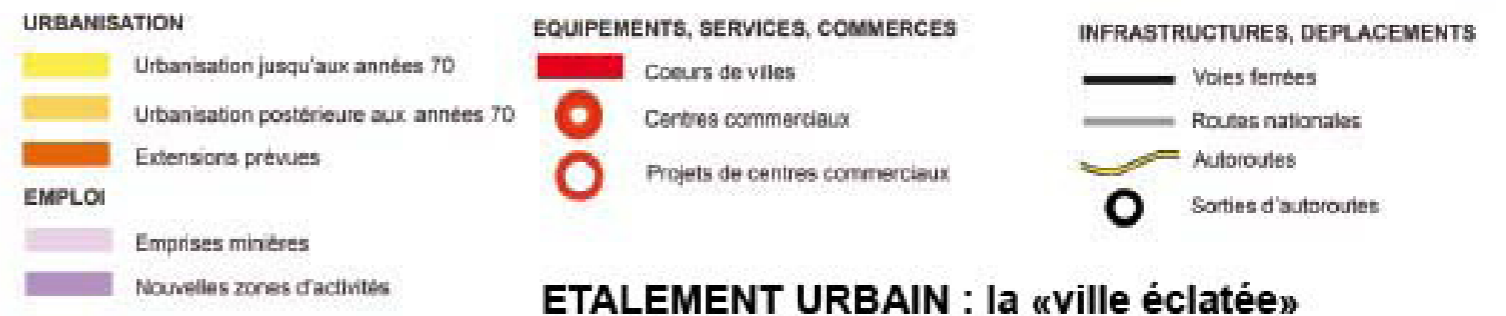 URBANISATION
Urbanisation jusqu'aux années 70
Urbanisation postérieure aux années 70
Extensions prévues
EMPLOI
Emprises minières
Nouvelles zones d'activités
EQUIPEMENTS, SERVICES, COMMERCES
Coeurs de villes
Centres commerciaux
Projets de centres commerciaux
INFRASTRUCTURES, DEPLACEMENTS
Voies ferrées
Routes nationales
Autoroutes
Sorties d'autoroutes
ETALEMENT URBAIN : la «ville éclatée»